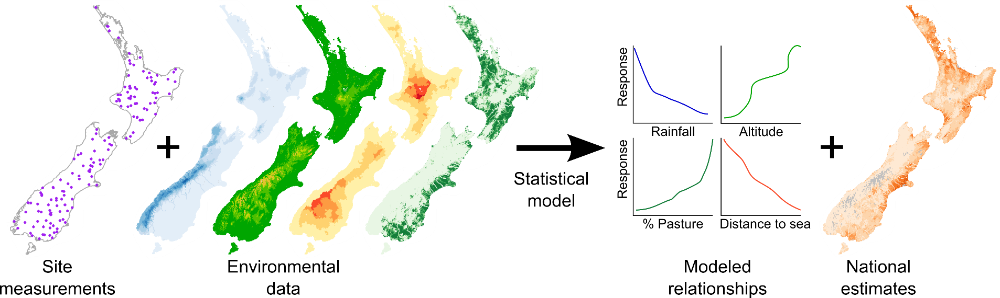 Site
measurements
+
Environmental
data
Statistical
model
Response
Rainfall
Altitude
Response
% Pasture
Distance to sea
Modeled
relationships
+
National
estimates